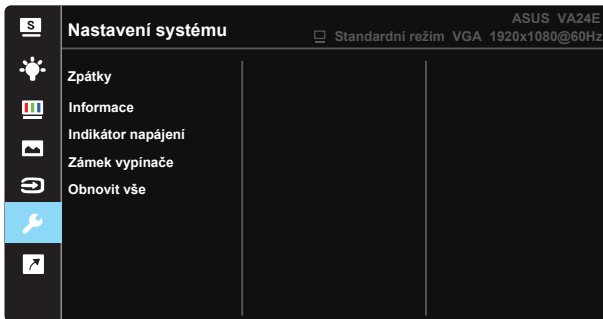 S
Nastavení systému
ASUS VA24E
Standardní režim VGA 1920x1080@60Hz
Zpátky
Informace
Indikátor napájení
Zámek vypínače
Obnovit vše